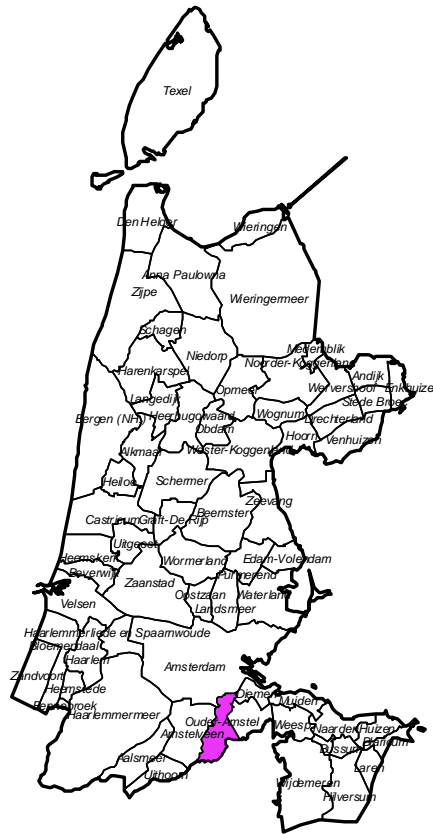 Texel
Den Helder
Wieringen
Anna Paulowna
Zijpe
Wieringermeer
Schagen
Niedorp
Medemblik
Noorder-Koggenland
Harenkarspel
Andijk
Opmeer
Wervershoof
Enkhuizen
Langedijk
Stede Broec
Bergen (NH)
Heerhugowaard
Wognum
Drechterland
Obdam
Hoorn
Venhuizen
Alkmaar
Wester-Koggenland
Heiloo
Schermer
Zeevang
Castricum
Graft-De Rijp
Beemster
Uitgeest
Heemskerk
Wormerland
Edam-Volendam
Beverwijk
Purmerend
Zaanstad
Velsen
Oostzaan
Waterland
Landsmeer
Haarlemmerliede en Spaarnwoude
Bloemendaal
Haarlem
Amsterdam
Zandvoort
Heemstede
Diemen
Muiden
Bennebroek
Haarlemmermeer
Ouder-Amstel
Weesp
Naarden
Huizen
Amstelveen
Blaricum
Bussum
Aalsmeer
Laren
Uithoorn
Wijdemeren
Hilversum